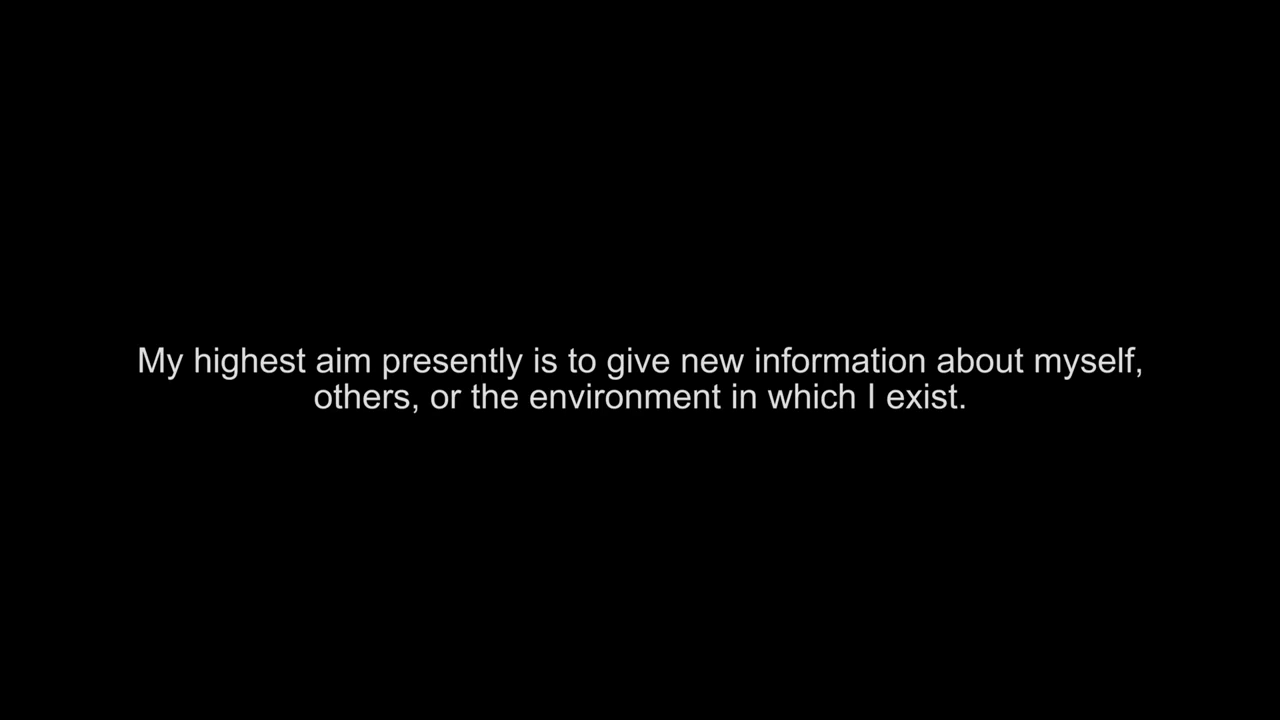 My highest aim presently is to give new information about myself,
others, or the environment in which I exist.